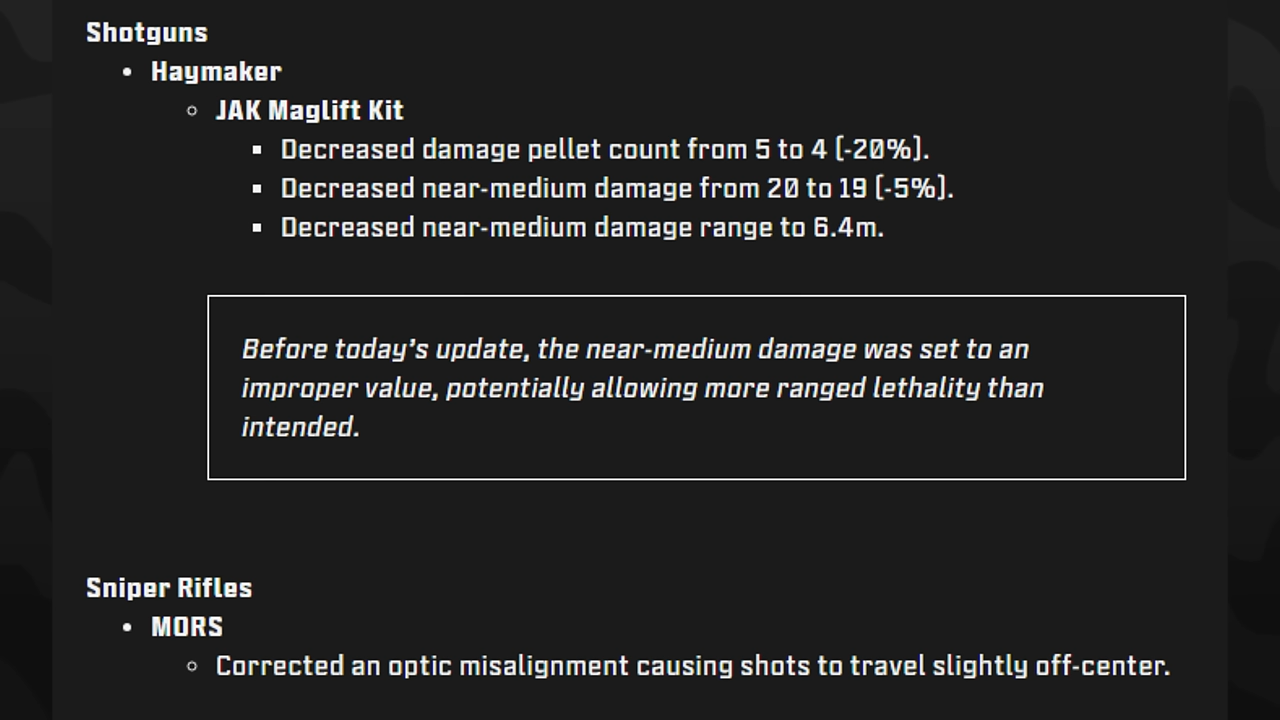 Shotguns
• Haymaker
○ JAK Maglift Kit
▪ Decreased damage pellet count from 5 to 4 (-20%).
▪ Decreased near-medium damage from 20 to 19 (-5%).
▪ Decreased near-medium damage range to 6.4m.
Before today’s update, the near-medium damage was set to an
improper value, potentially allowing more ranged lethality than
intended.
Sniper Rifles
• MORS
○ Corrected an optic misalignment causing shots to travel slightly off-center.